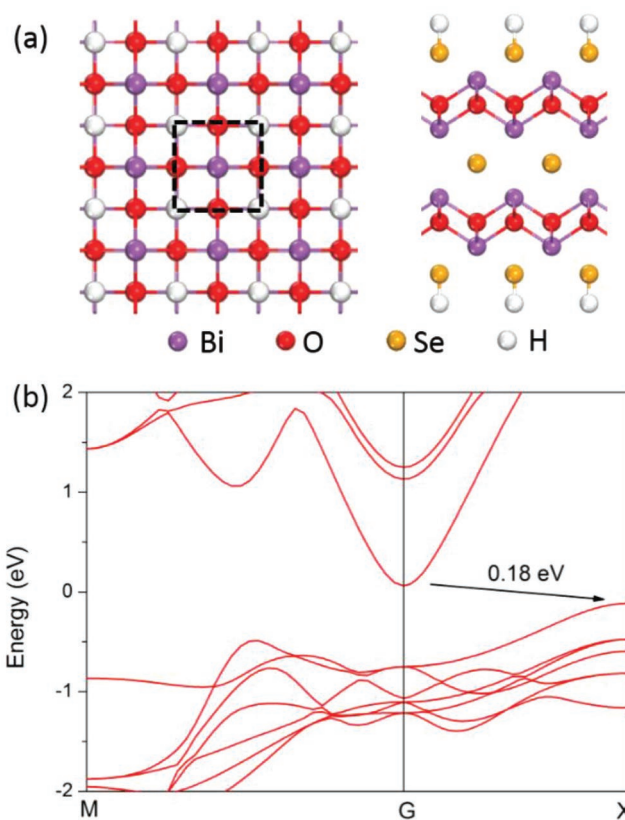 (a)
Bi O Se H
(b)
2
1
0
-1
-2
Energy (eV)
0.18 eV
M G X